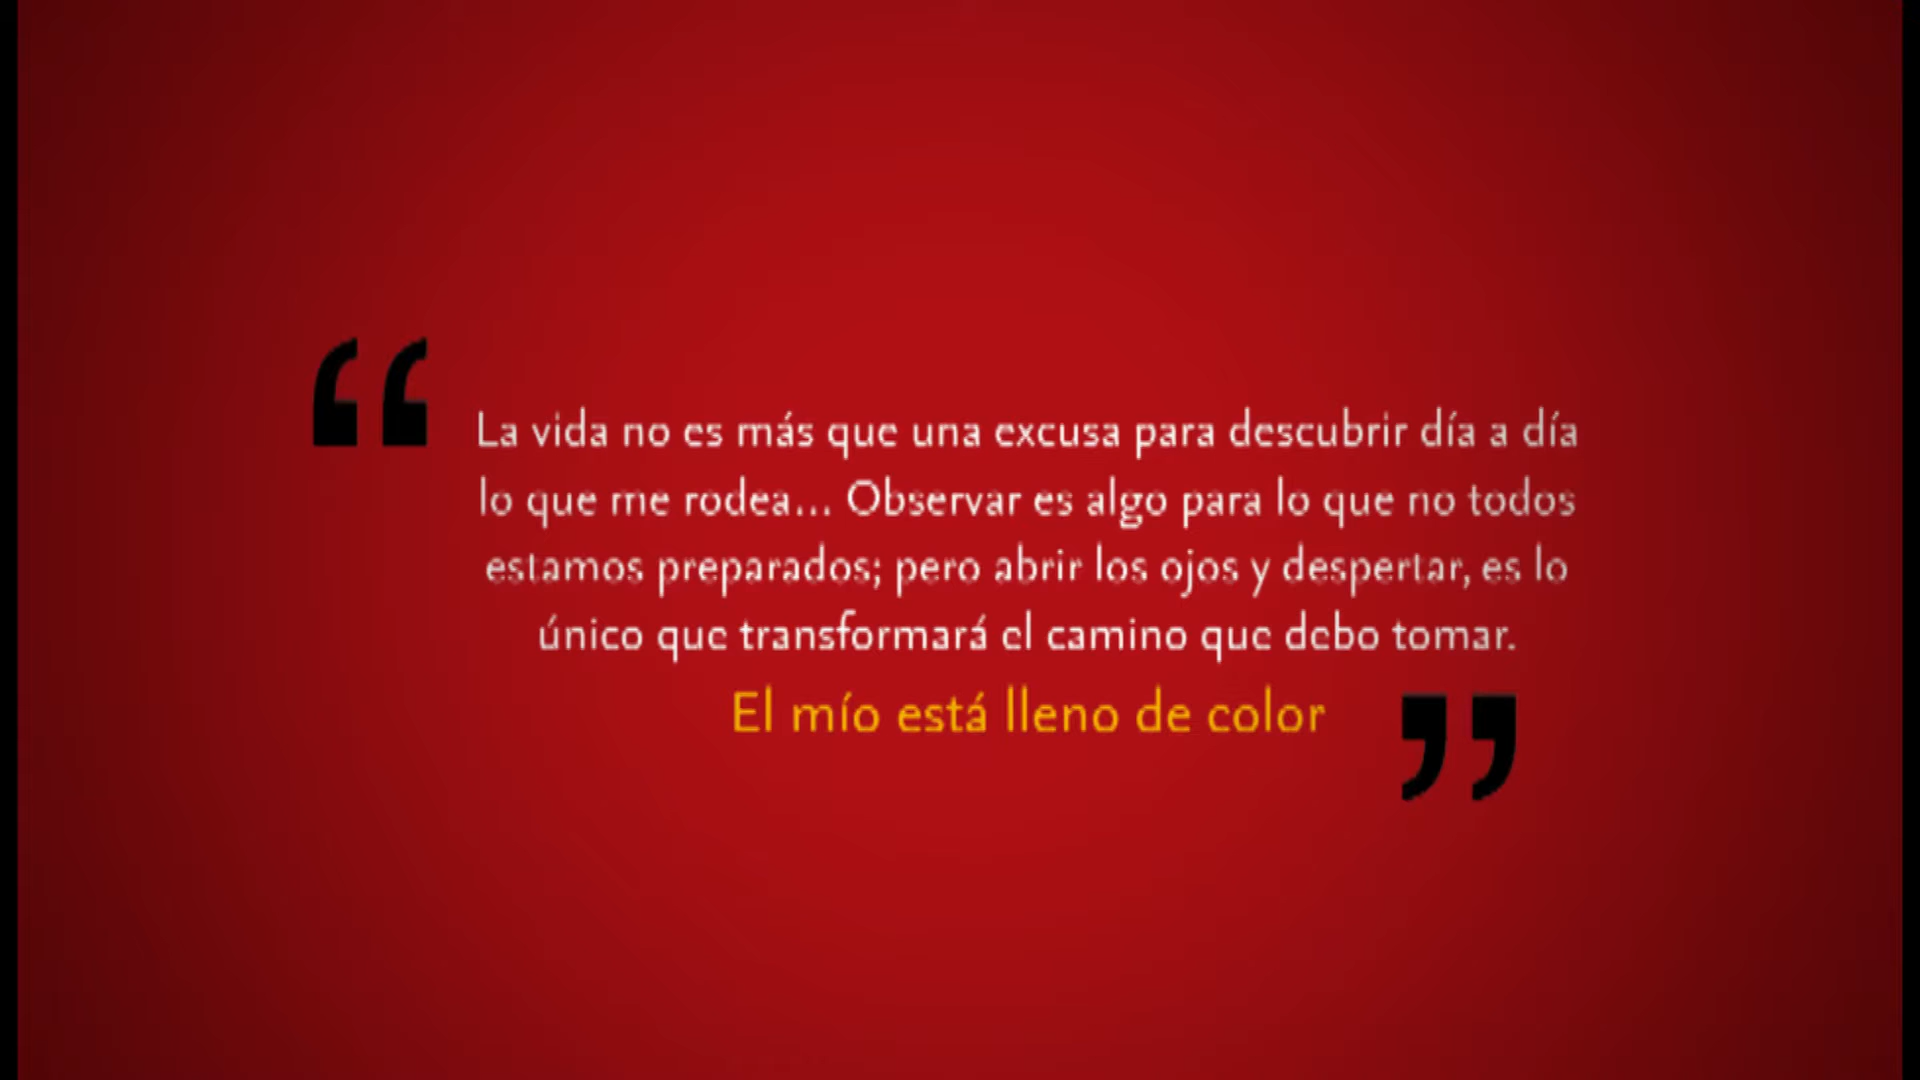 “La vida no es más que una excusa para descubrir día a día
lo que me rodea... Observar es algo para lo que no todos
estamos preparados; pero abrir los ojos y despertar, es lo
único que transformará el camino que debo tomar.
El mío está lleno de color”